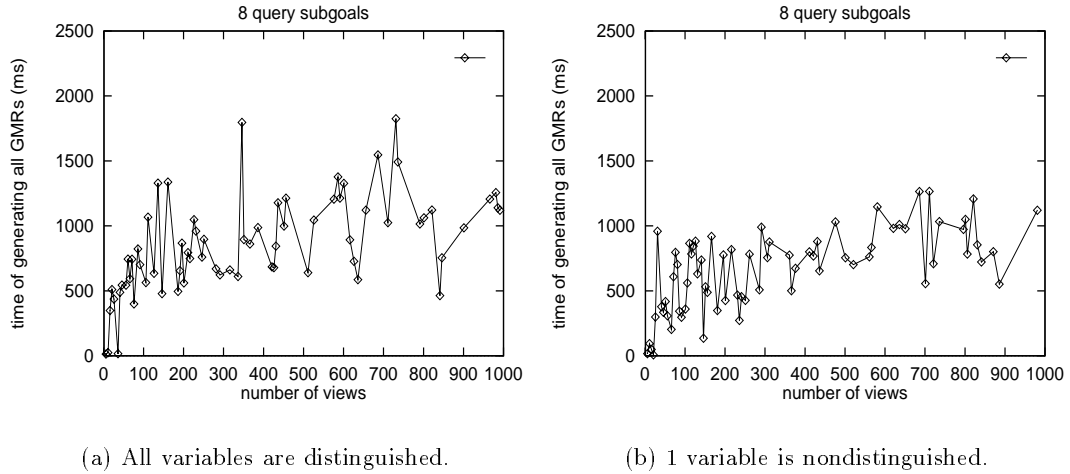 8 query subgoals
2500
2000
1500
1000
500
0
time of generating all GMRs (ms)
0 100 200 300 400 500 600 700 800 900 1000
number of views
(a) All variables are distinguished.
8 query subgoals
2500
2000
1500
1000
500
0
time of generating all GMRs (ms)
0 100 200 300 400 500 600 700 800 900 1000
number of views
(b) 1 variable is nondistinguished.